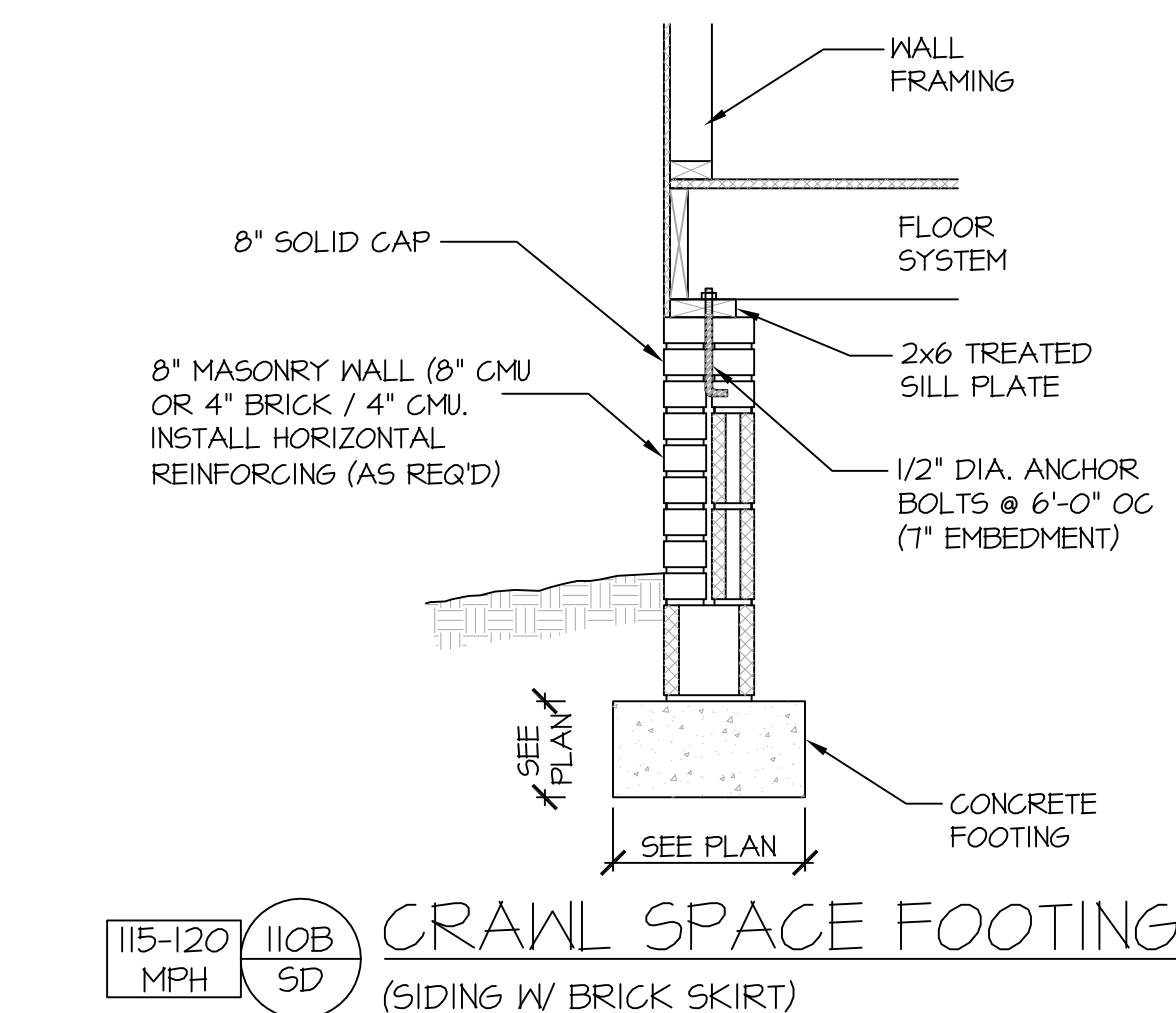 WALL
FRAMING
FLOOR
SYSTEM
8" SOLID CAP
2x6 TREATED
SILL PLATE
8" MASONRY WALL (8" CMU
OR 4" BRICK / 4" CMU.
INSTALL HORIZONTAL
REINFORCING (AS REQ'D)
1/2" DIA. ANCHOR
BOLTS @ 6'-0" OC
(7" EMBEDMENT)
SEE
PLAN
CONCRETE
FOOTING
SEE PLAN
115-120
MPH
110B
SD
CRAWL SPACE FOOTING
(SIDING W/ BRICK SKIRT)